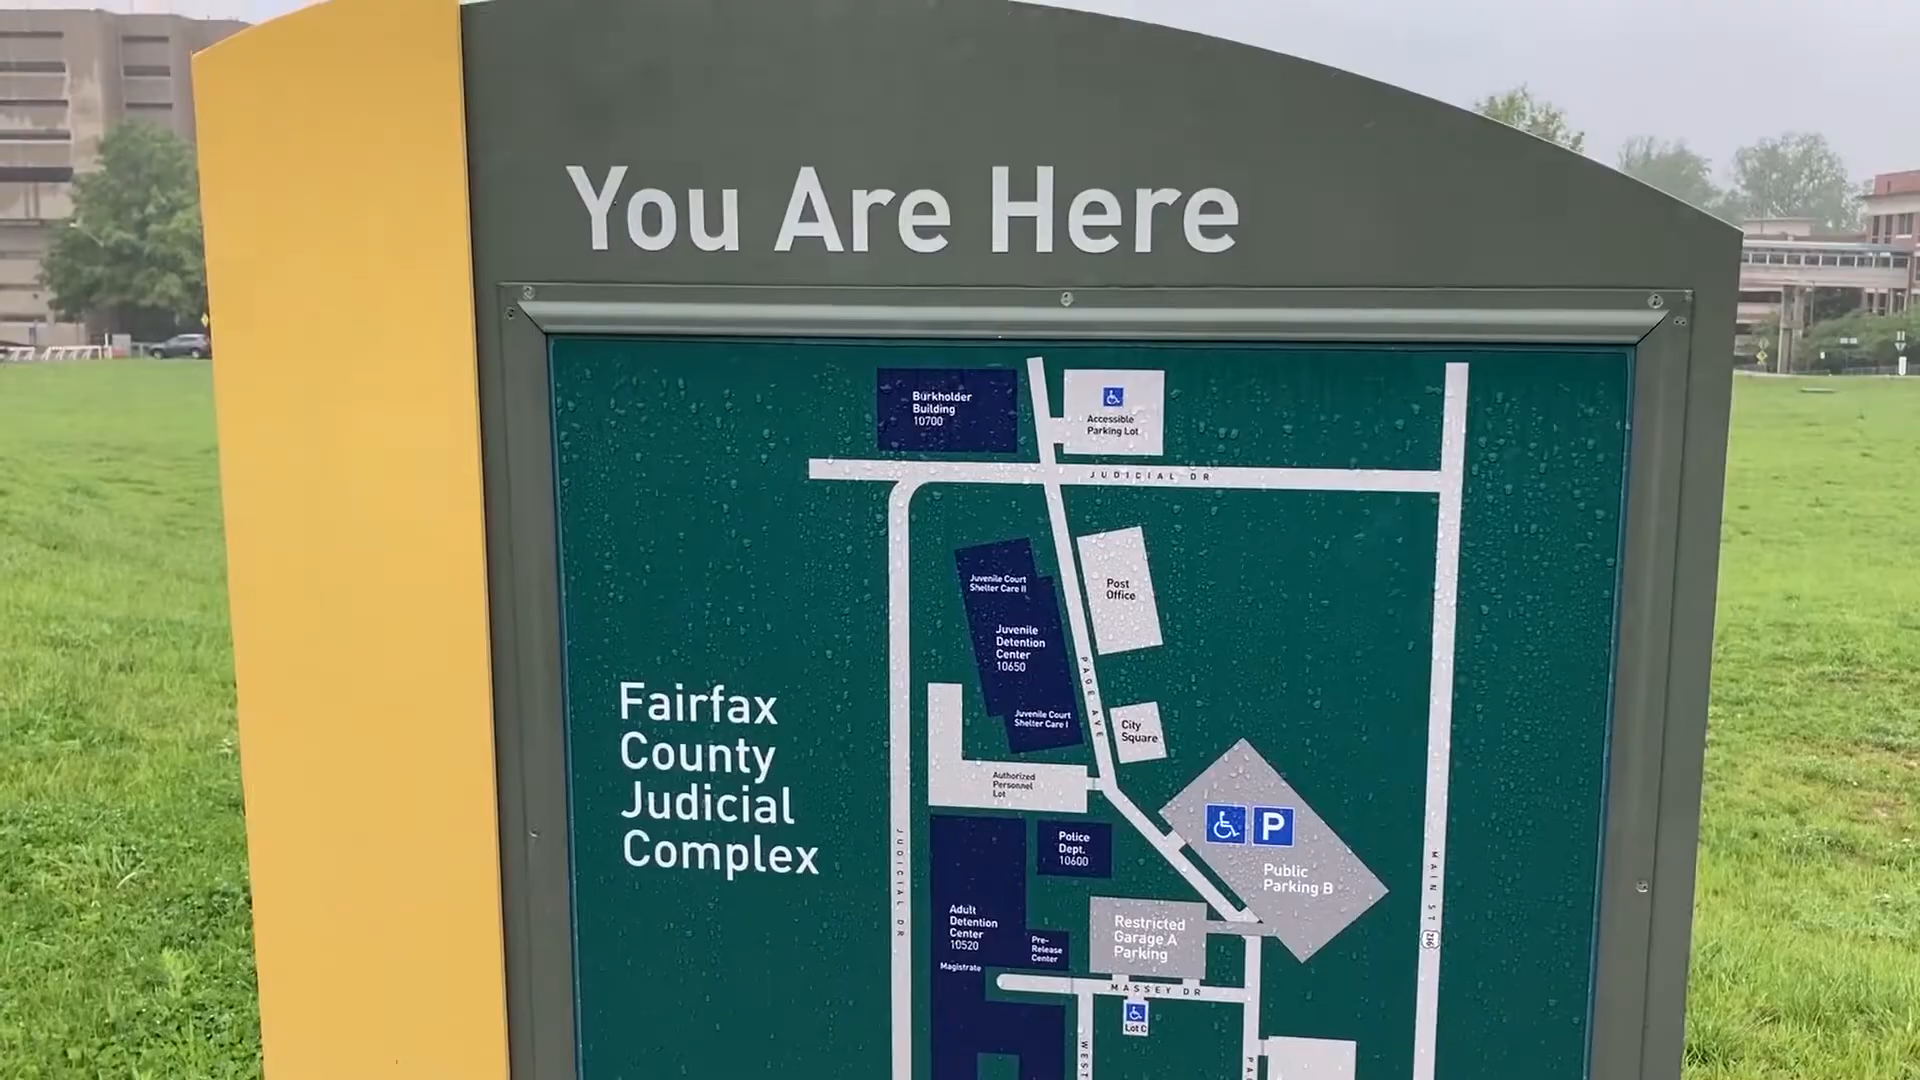 You Are Here
Burkholder
Building
10700
Accessible
Parking Lot
JUDICIAL DR
Juvenile Court
Shelter Care II
Post
Office
Juvenile
Detention
Center
10650
PAGE AVE
Juvenile Court
Shelter Care I
City
Square
Fairfax
County
Judicial
Complex
Authorized
Personnel
Lot
P
Public
Parking B
Police
Dept.
10600
JUDICIAL DR
MAIN ST
236
Adult
Detention
Center
10520
Pre-
Release
Center
Restricted
Garage A
Parking
Magistrate
MASSEY DR
Lot C
WEST